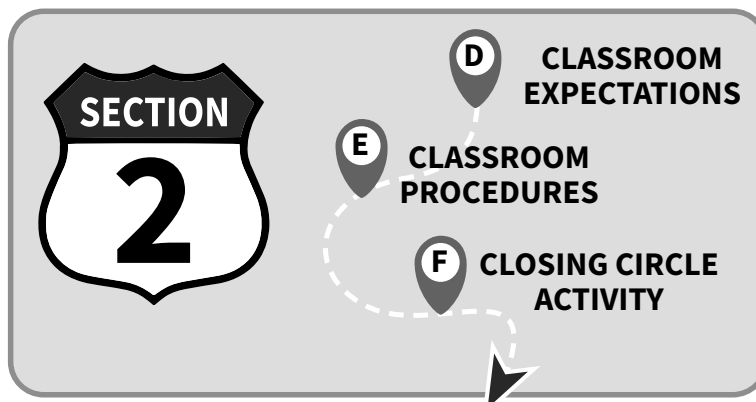 SECTION
2
D
CLASSROOM
EXPECTATIONS
E
CLASSROOM
PROCEDURES
F
CLOSING CIRCLE
ACTIVITY